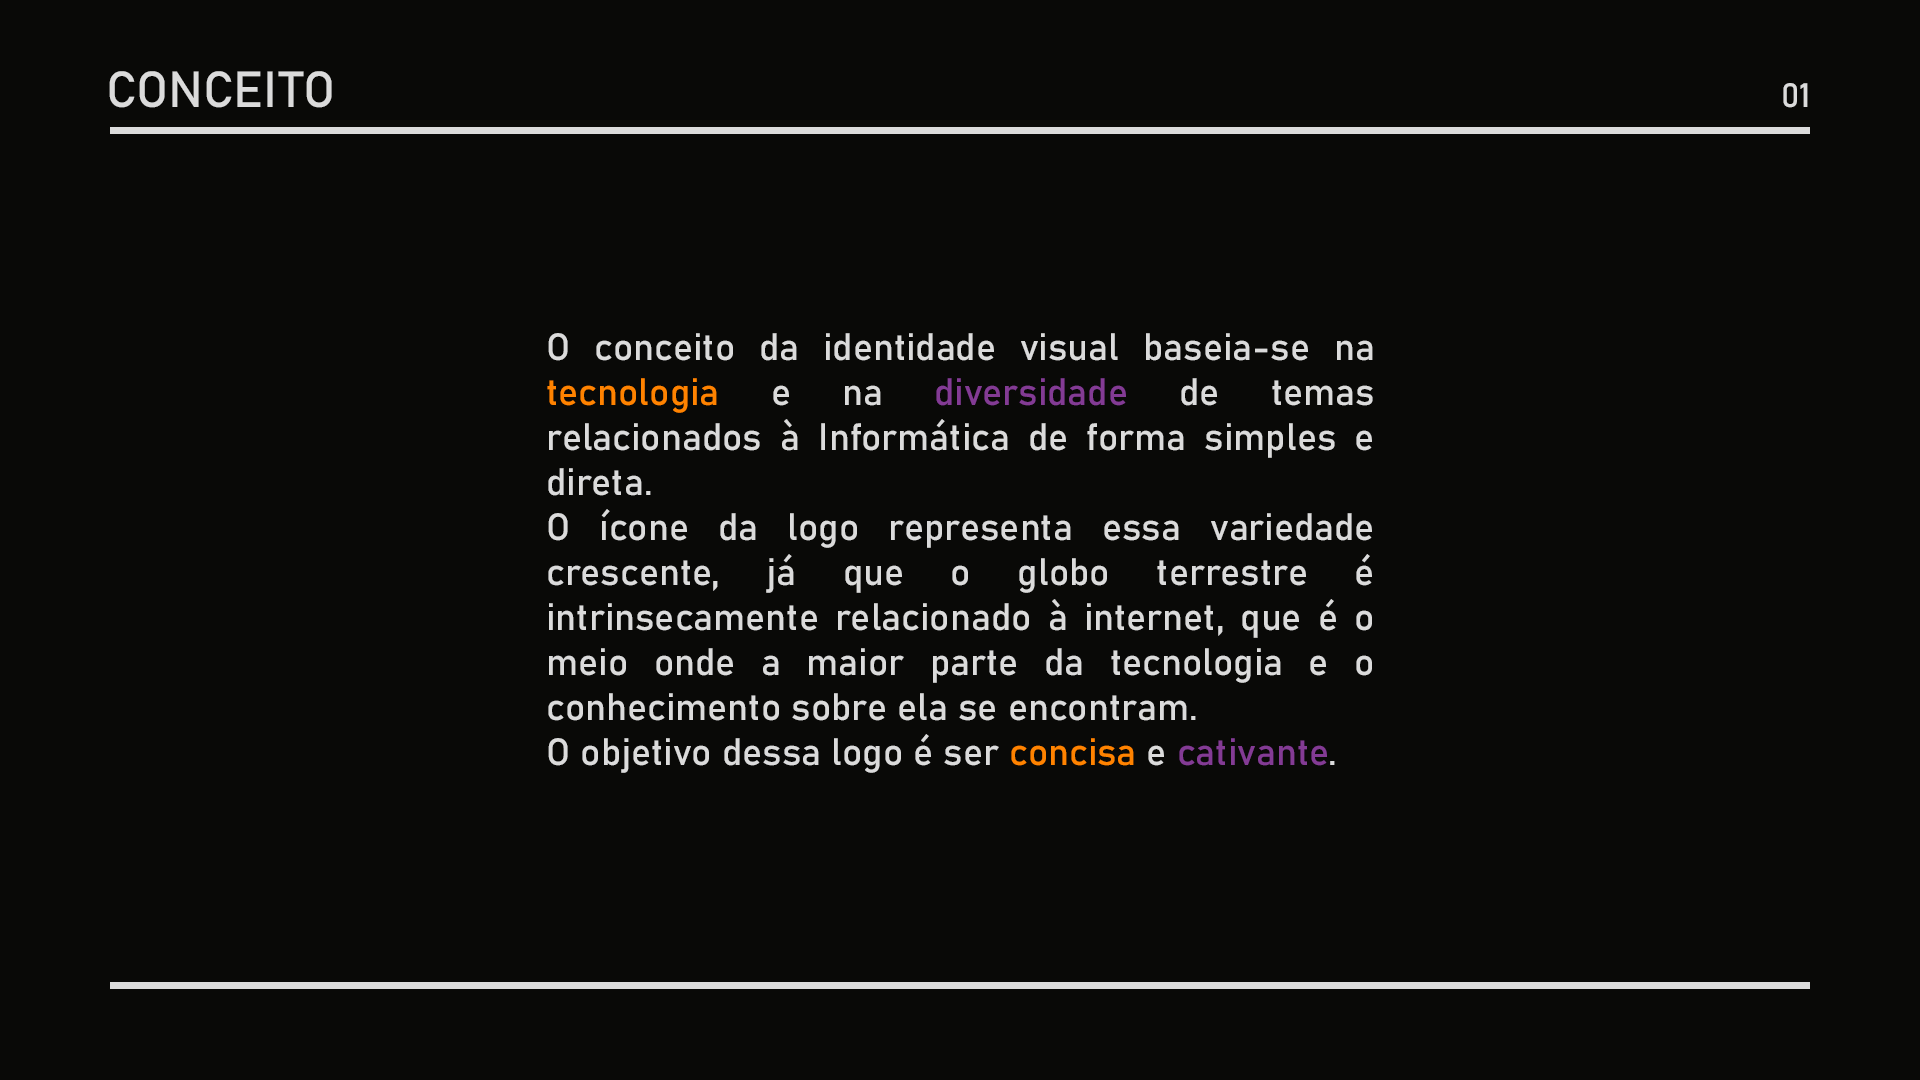 CONCEITO
01
O conceito da identidade visual baseia-se na
tecnologia e na diversidade de temas
relacionados à Informática de forma simples e
direta.
O ícone da logo representa essa variedade
crescente, já que o globo terrestre é
intrinsecamente relacionado à internet, que é o
meio onde a maior parte da tecnologia e o
conhecimento sobre ela se encontram.
O objetivo dessa logo é ser concisa e cativante.